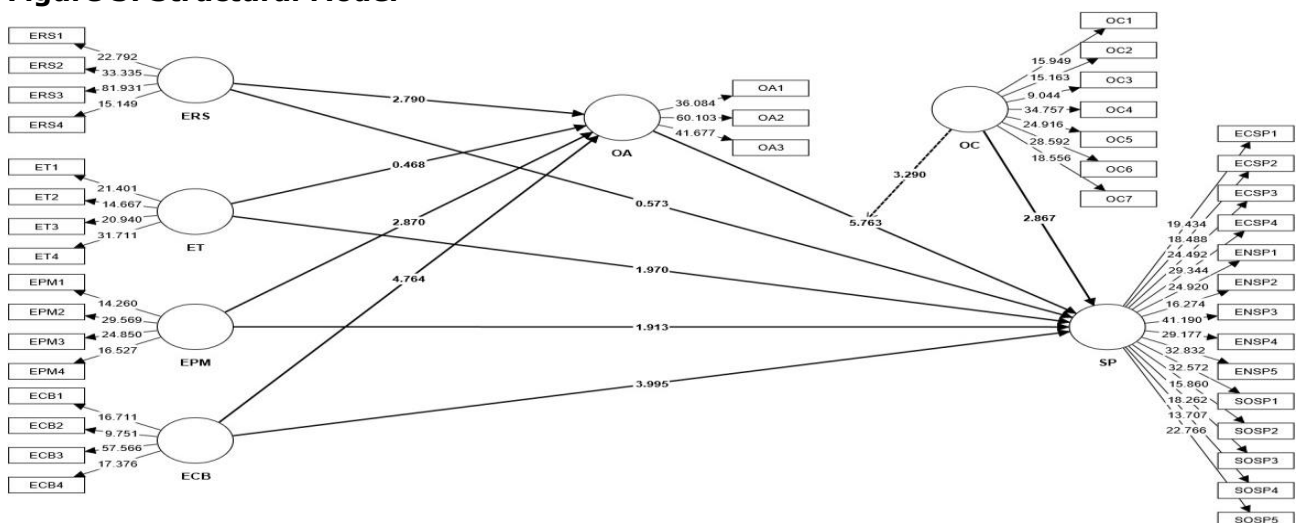 Figure Structural Model
ERS1
ERS2
ERS3
ERS4
22.792
33.335
81.931
15.149
ERS
ET1
ET2
ET3
ET4
21.401
14.667
20.940
31.711
ET
EPM1
EPM2
EPM3
EPM4
14.260
29.569
24.850
16.527
EPM
ECB1
ECB2
ECB3
ECB4
16.711
9.751
57.566
17.376
ECB
2.790
0.468
2.870
4.764
0.573
1.970
1.913
3.995
OA
36.084
60.103
41.677
OA1
OA2
OA3
5.763
3.290
2.867
OC
15.949
15.163
9.044
34.757
24.916
28.592
18.556
OC1
OC2
OC3
OC4
OC5
OC6
OC7
SP
19.434
18.488
24.492
29.344
24.920
16.274
41.190
29.177
32.832
32.572
15.860
18.262
13.707
22.766
ECSP1
ECSP2
ECSP3
ECSP4
ENSP1
ENSP2
ENSP3
ENSP4
ENSP5
SOSP1
SOSP2
SOSP3
SOSP4
SOSP5